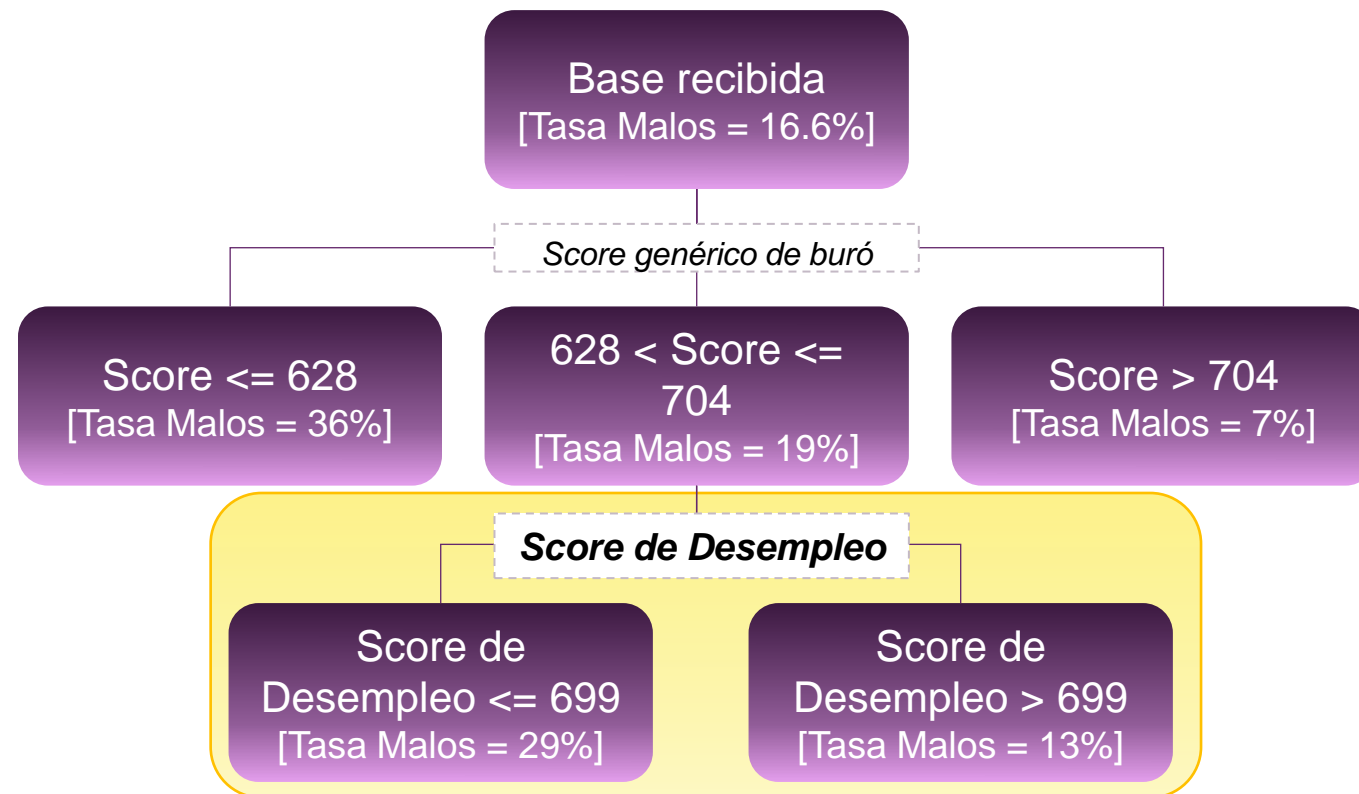 Base recibida
[Tasa Malos = 16.6%]
Score genérico de buró
Score <= 628
[Tasa Malos = 36%]
628 < Score <=
704
[Tasa Malos = 19%]
Score > 704
[Tasa Malos = 7%]
Score de Desempleo
Score de
Desempleo <= 699
[Tasa Malos = 29%]
Score de
Desempleo > 699
[Tasa Malos = 13%]